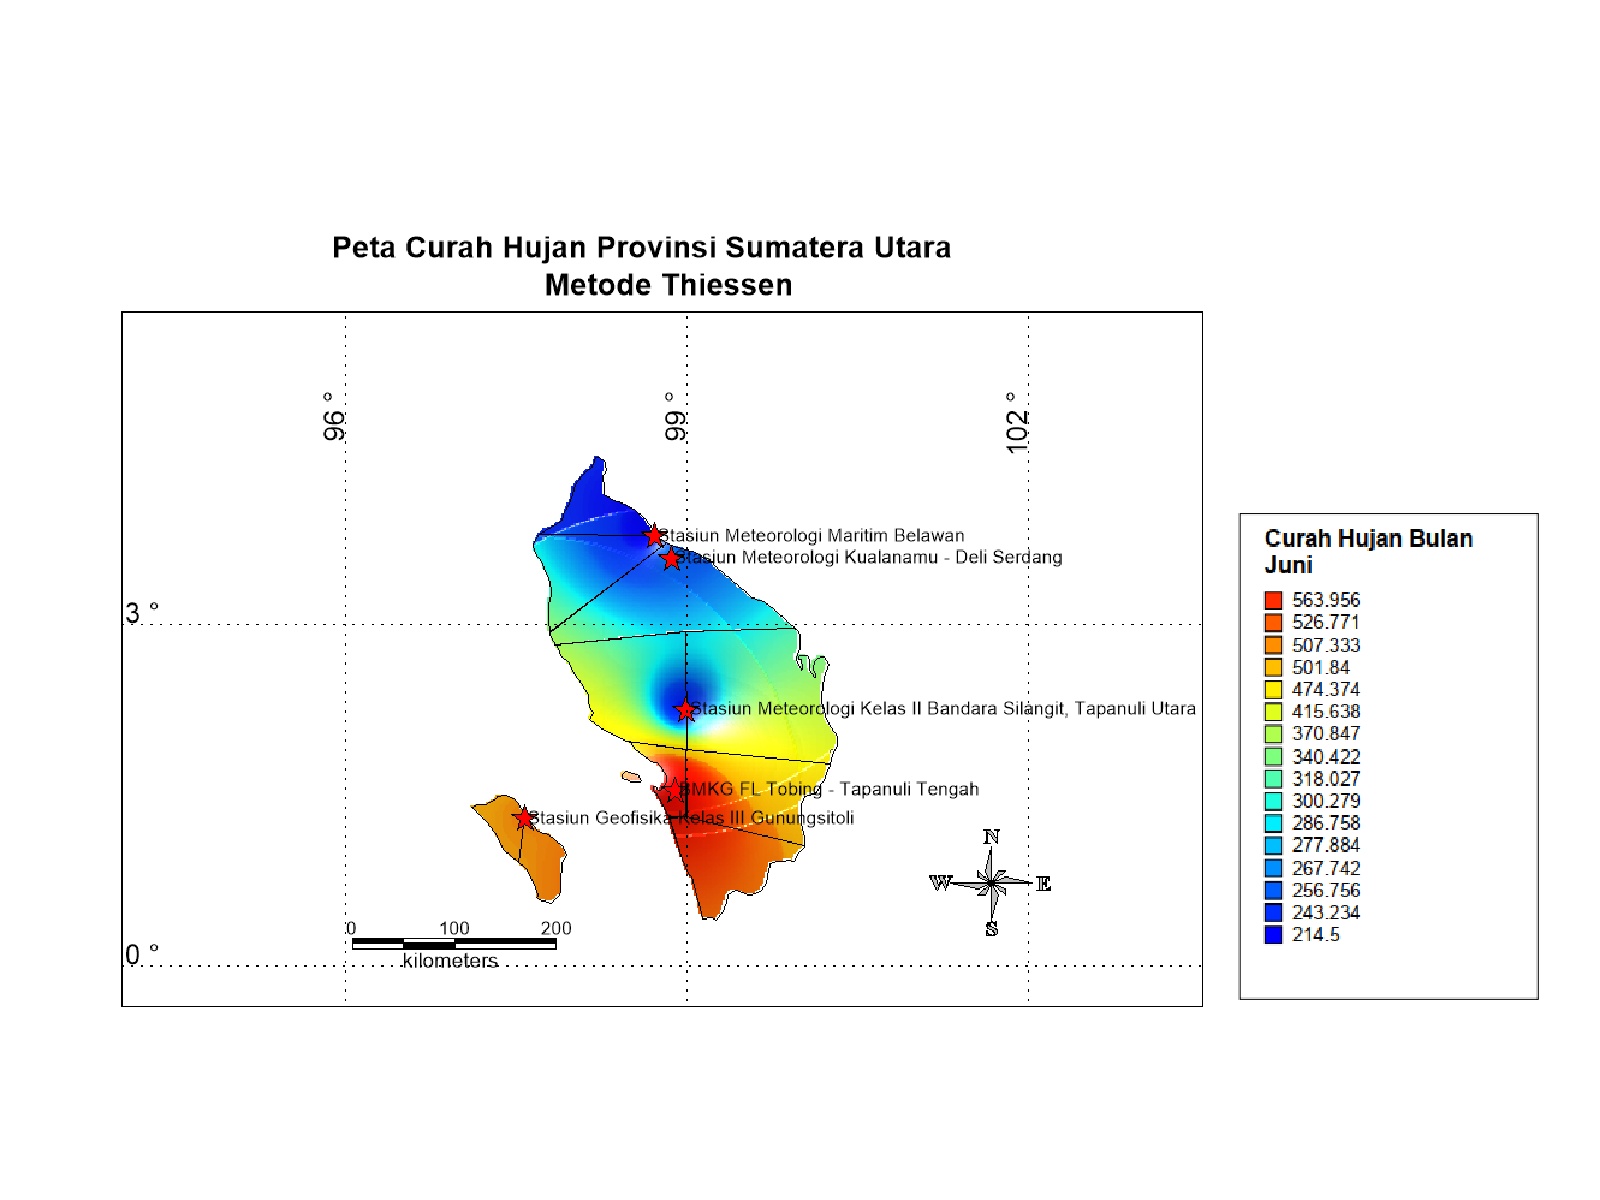 Peta Curah Hujan Provinsi Sumatera Utara
Metode Thiessen
96 °
99 °
102 °
Stasiun Meteorologi Maritim Belawan
Stasiun Meteorologi Kualanamu - Deli Serdang
3 °
Stasiun Meteorologi Kelas II Bandara Silangit, Tapanuli Utara
BMKG FL Tobing - Tapanuli Tengah
Stasiun Geofisika Kelas III Gunungsitoli
N
W
E
S
0 100 200
kilometers
0 °
Curah Hujan Bulan
Juni
563.956
526.771
507.333
501.84
474.374
415.638
370.847
340.422
318.027
300.279
286.758
277.884
267.742
256.756
243.234
214.5